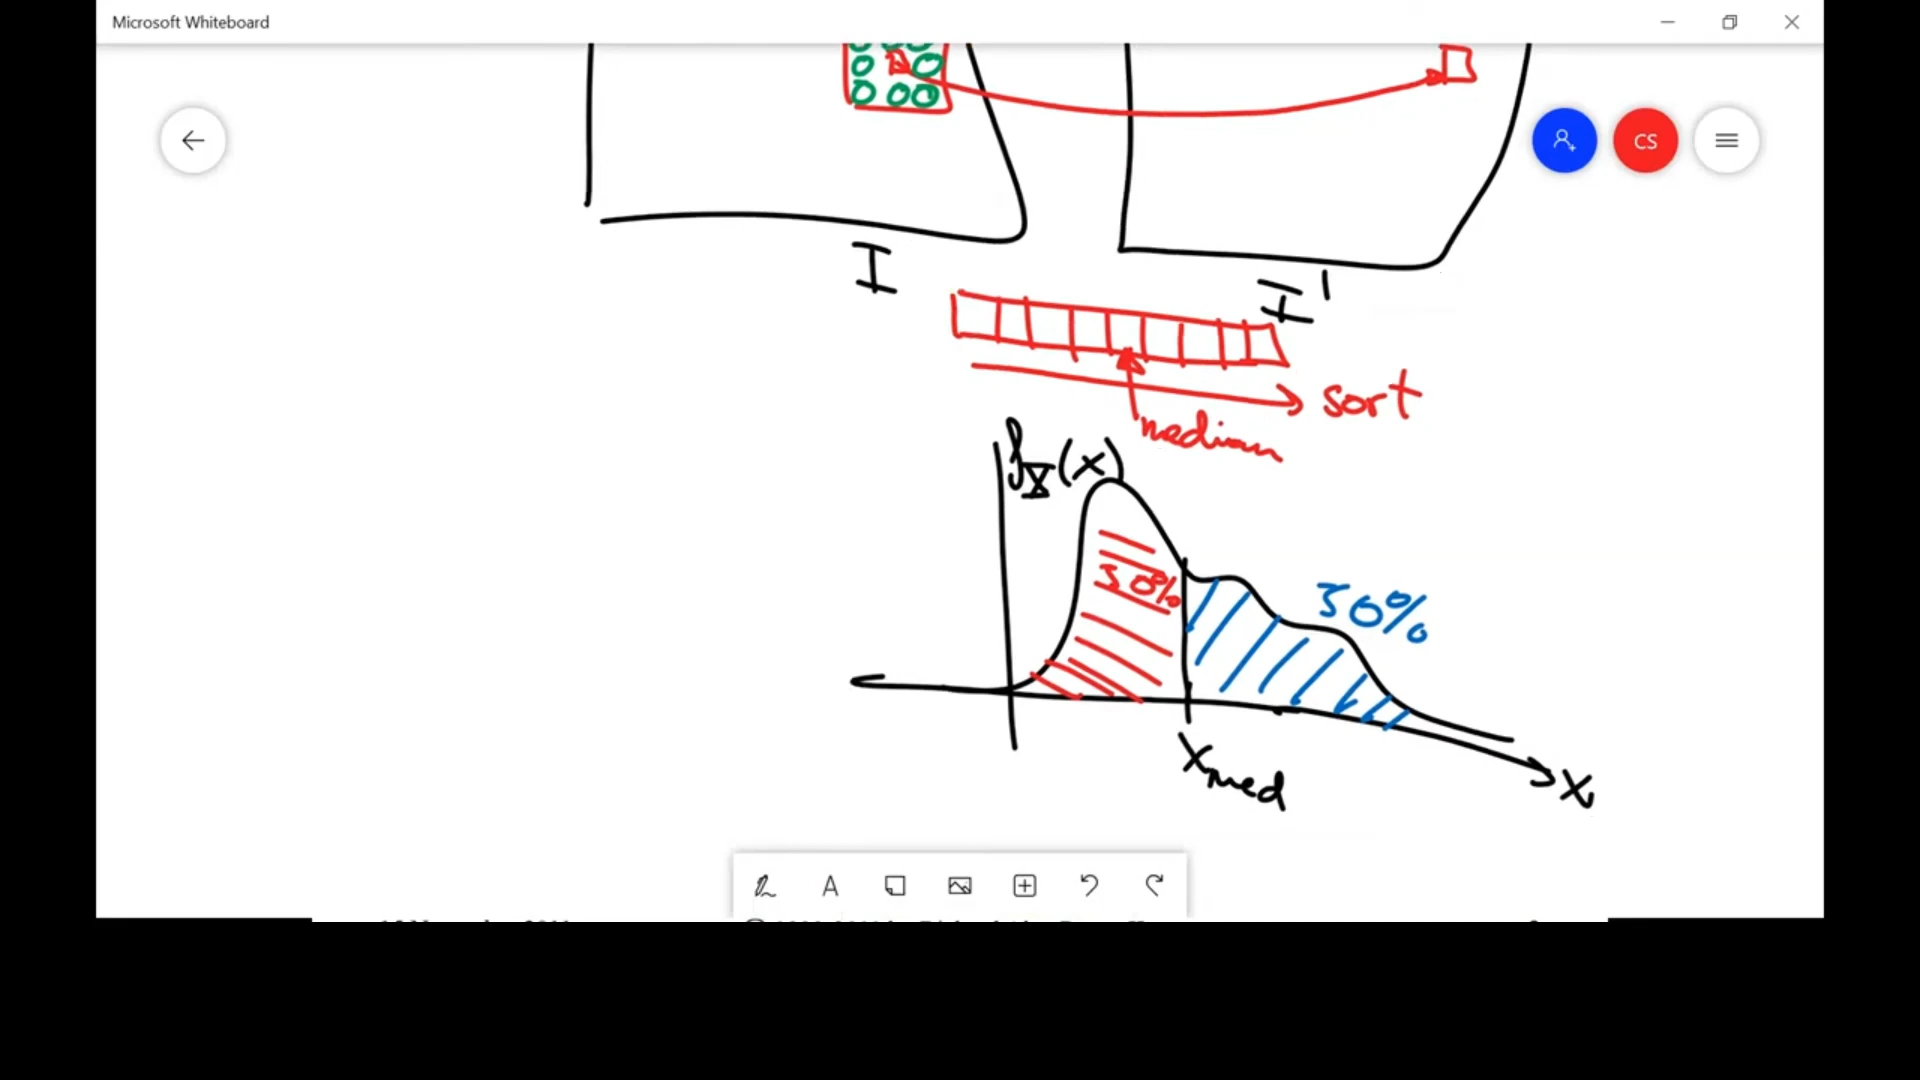 Microsoft Whiteboard
CS
I
I'
sort
median
fX(x)
50%
50%
xmed
x